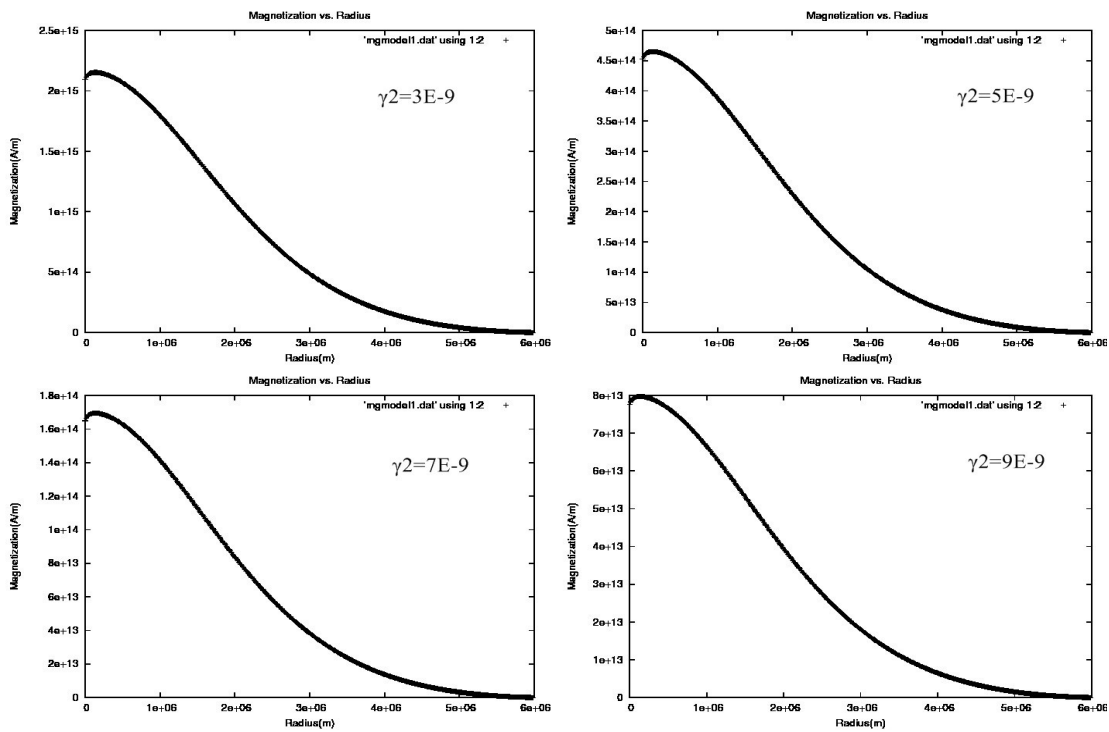 Magnetization vs. Radius
2.5e+15
'mgmodel1.dat' using 1:2
γ2=3E-9
2e+15
1.5e+15
1e+15
5e+14
0
Magnetization(A/m)
0 1e+06 2e+06 3e+06 4e+06 5e+06 6e+06
Radius(m)
Magnetization vs. Radius
5e+14
'mgmodel1.dat' using 1:2
4.5e+14
γ2=5E-9
4e+14
3.5e+14
3e+14
2.5e+14
4e+14
1.5e+14
1e+14
5e+13
0
Magnetization(A/m)
0 1e+06 2e+06 3e+06 4e+06 5e+06 6e+06
Radius(m)
Magnetization vs. Radius
1.8e+14
'mgmodel1.dat' using 1:2
1.6e+14
γ2=7E-9
1.4e+14
1.2e+14
1e+14
8e+13
6e+13
4e+13
2e+13
0
Magnetization(A/m)
0 1e+06 2e+06 3e+06 4e+06 5e+06 6e+06
Radius(m)
Magnetization vs. Radius
8e+13
'mgmodel1.dat' using 1:2
7e+13
γ2=9E-9
6e+13
5e+13
4e+13
3e+13
2e+13
1e+13
0
Magnetization(A/m)
0 1e+06 2e+06 3e+06 4e+06 5e+06 6e+06
Radius(m)